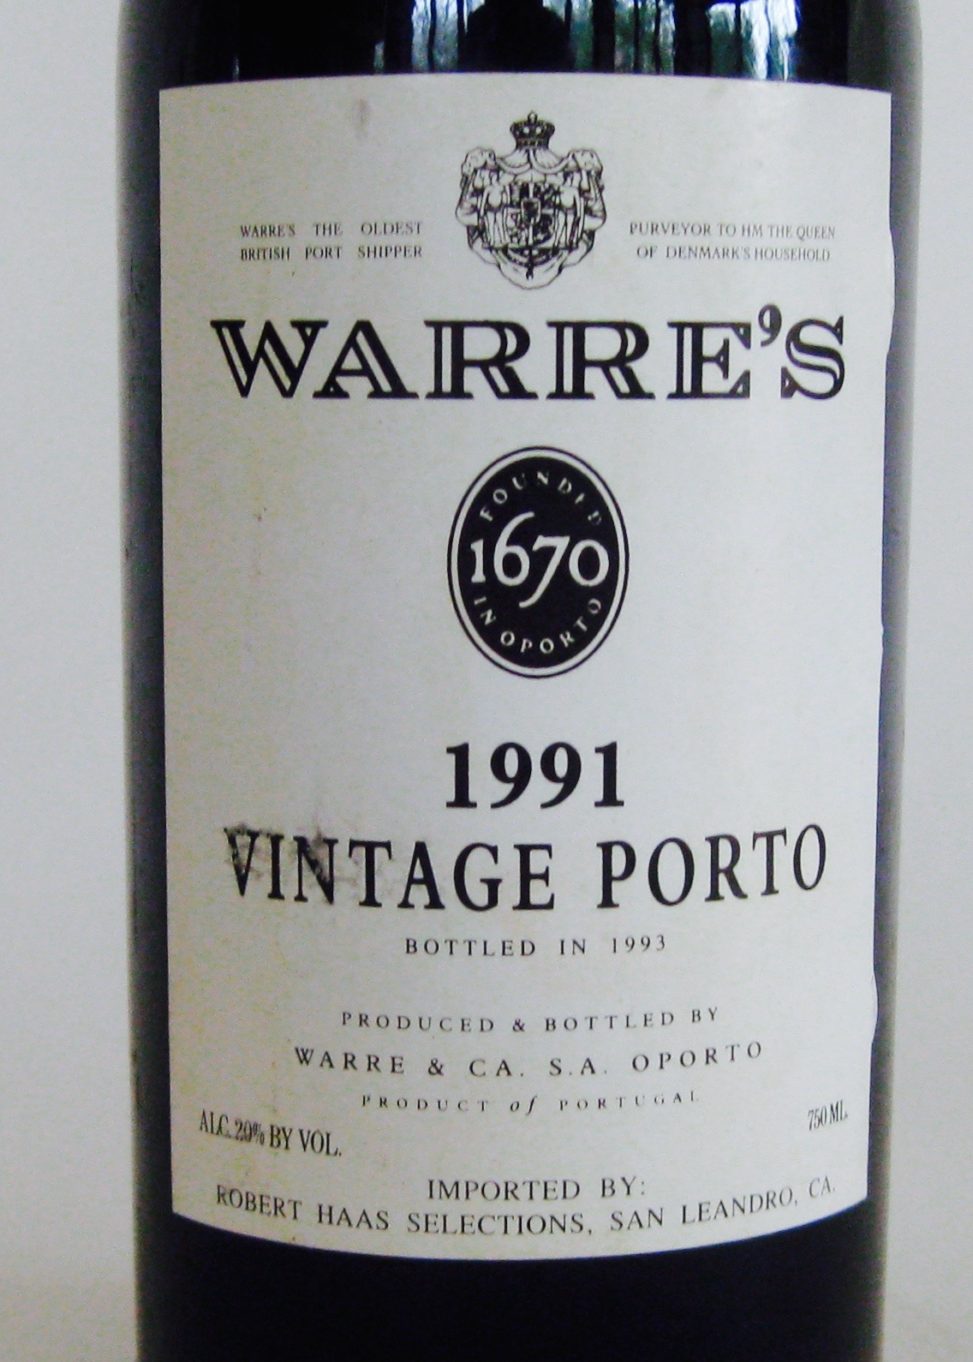 WARRE'S THE OLDEST
BRITISH PORT SHIPPER
PURVEYOR TO HM THE QUEEN
OF DENMARK'S HOUSEHOLD
WARRE'S
FOUNDED
1670
IN OPORTO
1991
VINTAGE PORTO
BOTTLED IN 1993
PRODUCED & BOTTLED BY
WARRE & CA. S.A. OPORTO
PRODUCT of PORTUGAL
ALC. 20% BY VOL.
750 ML
IMPORTED BY:
ROBERT HAAS SELECTIONS, SAN LEANDRO, CA.